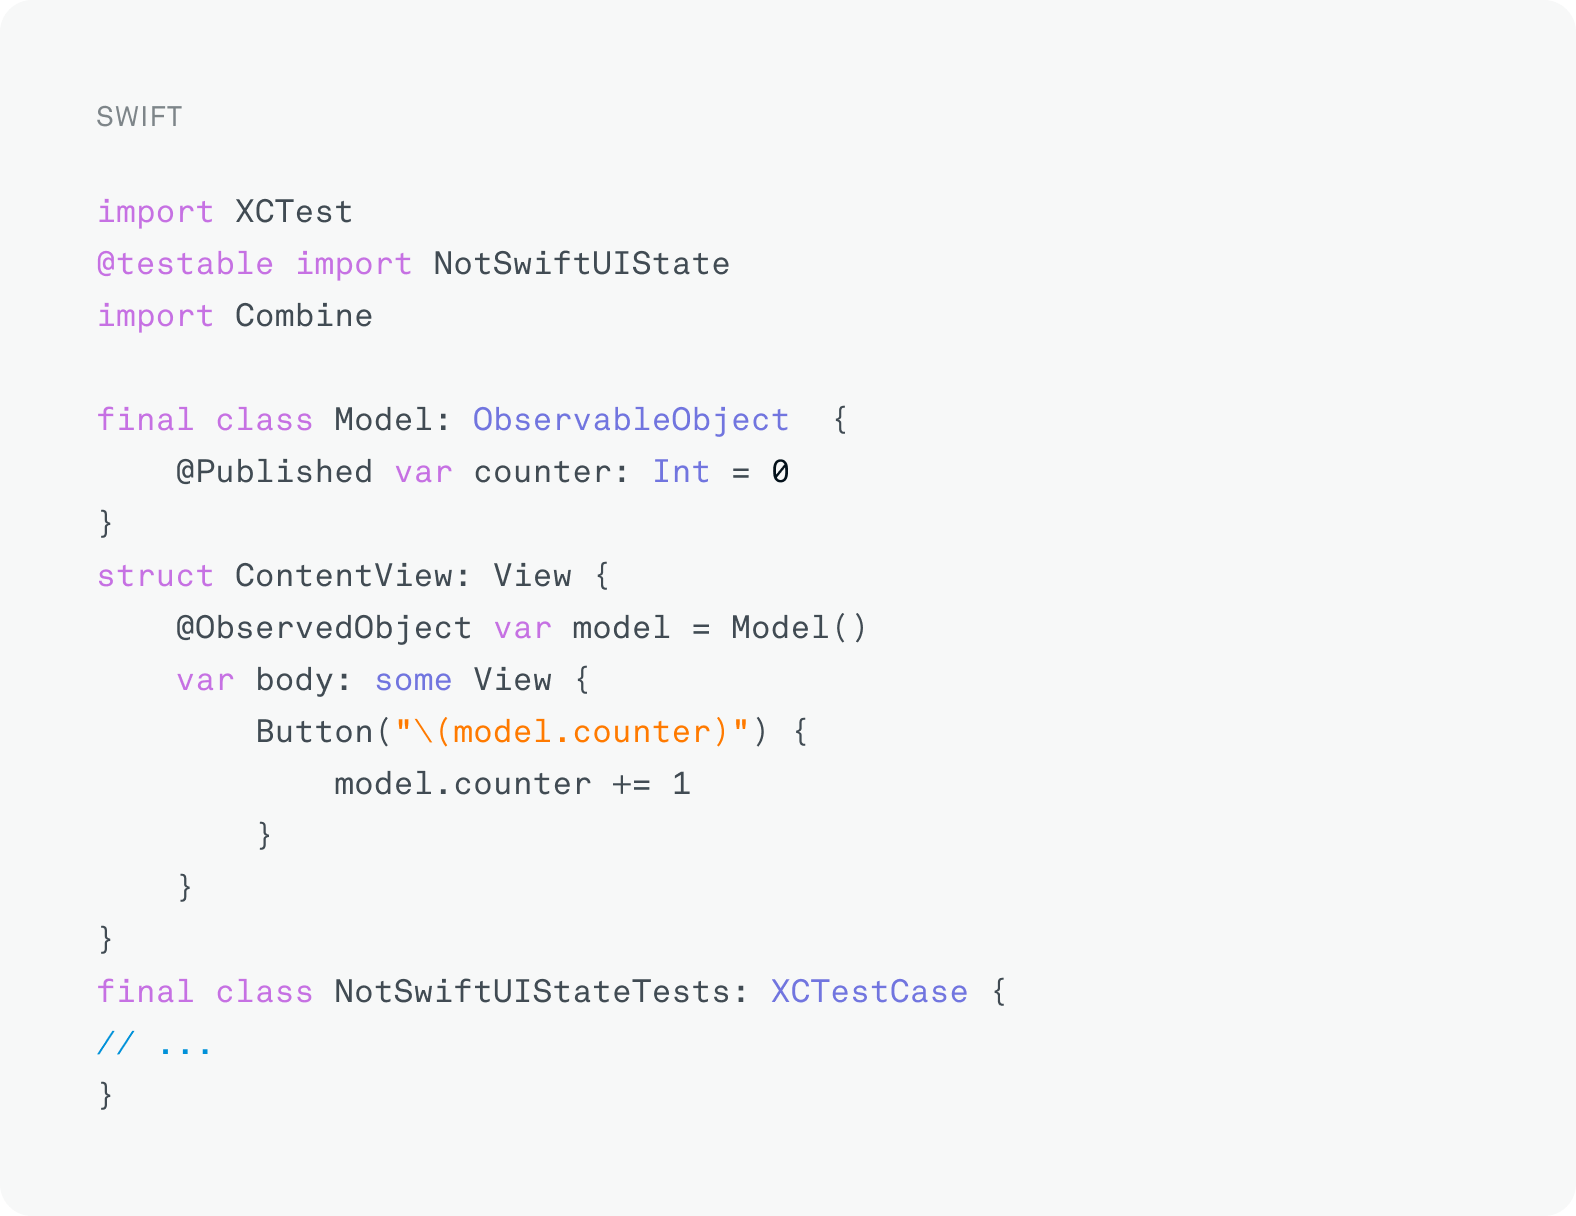 SWIFT
import XCTest
@testable import NotSwiftUIState
import Combine
final class Model: ObservableObject  {
    @Published var counter: Int = 0
}
struct ContentView: View {
    @ObservedObject var model = Model()
    var body: some View {
        Button("\(model.counter)") {
            model.counter += 1
        }
    }
}
final class NotSwiftUIStateTests: XCTestCase {
// ...
}